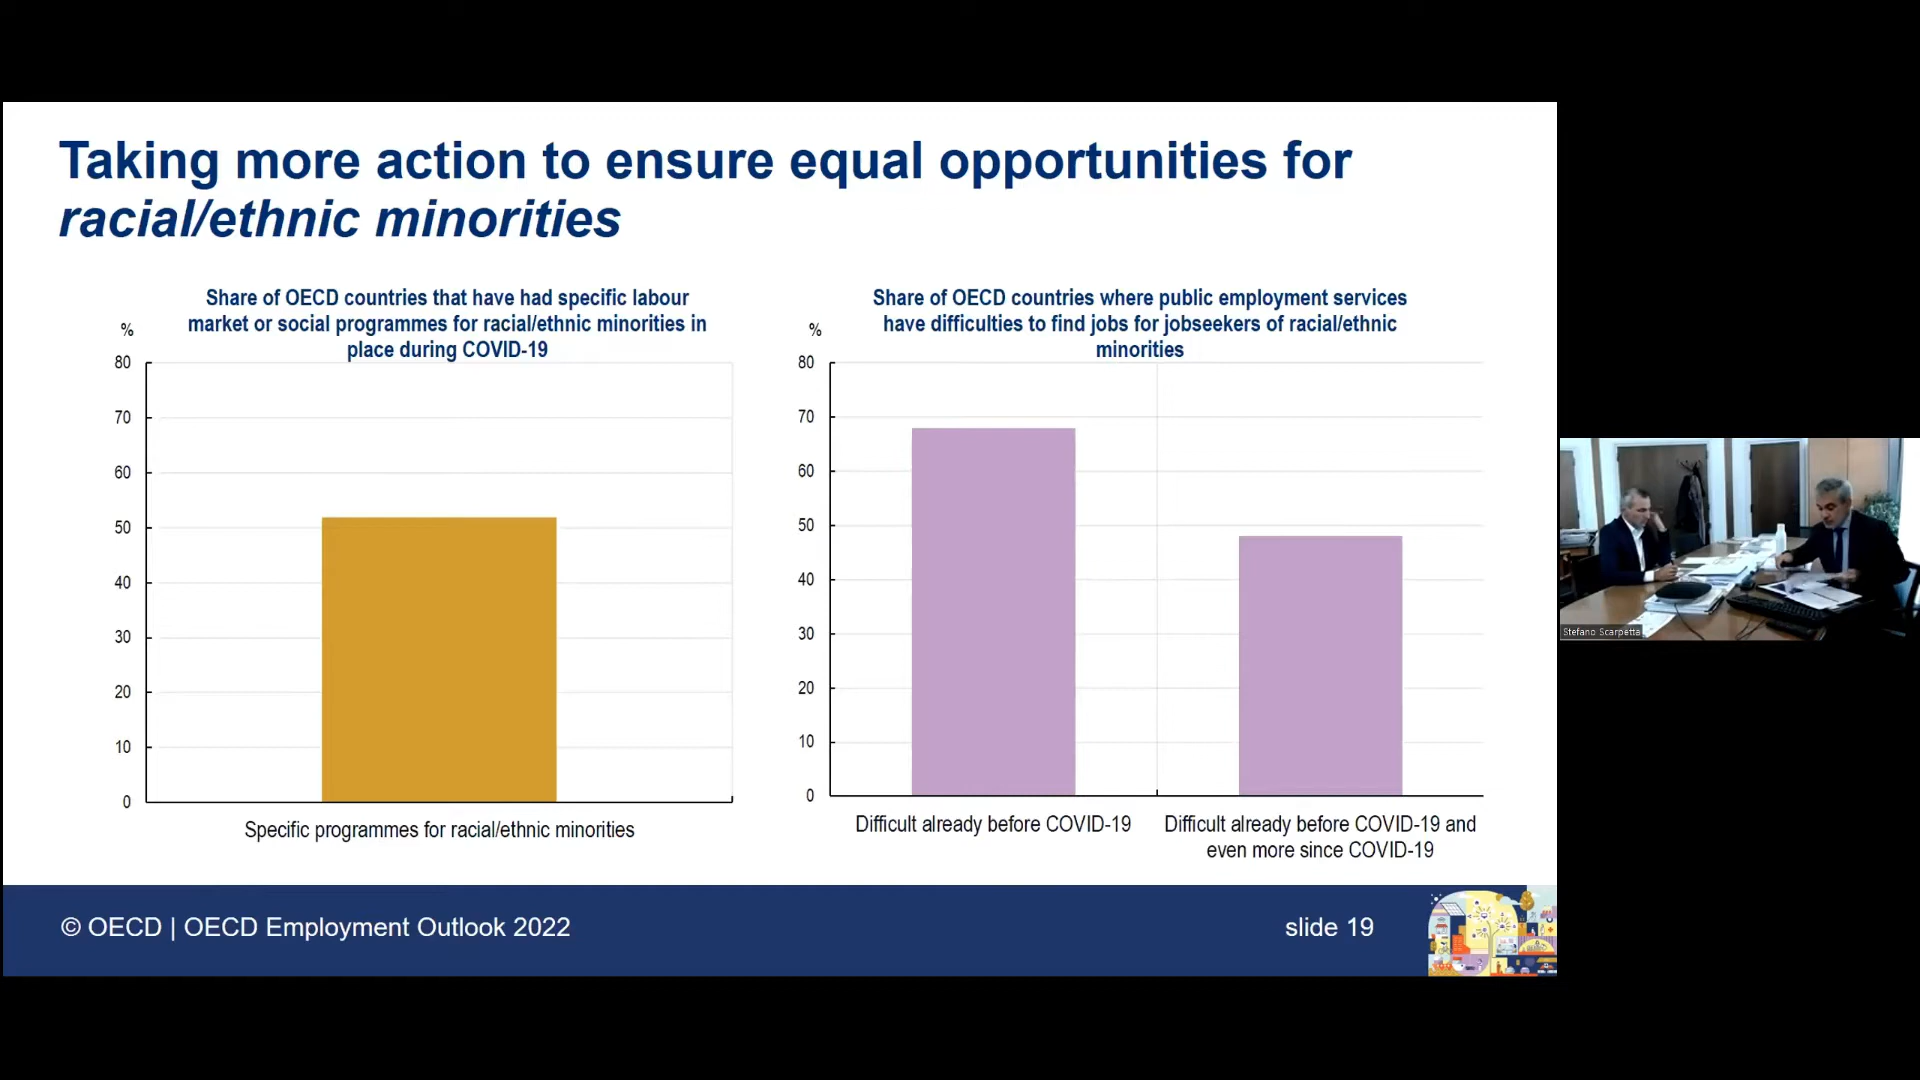 Taking more action to ensure equal opportunities for
racial/ethnic minorities
Share of OECD countries that have had specific labour
market or social programmes for racial/ethnic minorities in
place during COVID-19
%
80
70
60
50
40
30
20
10
0
Specific programmes for racial/ethnic minorities
Share of OECD countries where public employment services
have difficulties to find jobs for jobseekers of racial/ethnic
minorities
%
80
70
60
50
40
30
20
10
0
Difficult already before COVID-19
Difficult already before COVID-19 and
even more since COVID-19
© OECD | OECD Employment Outlook 2022
slide 19
Stefano Scarpetta